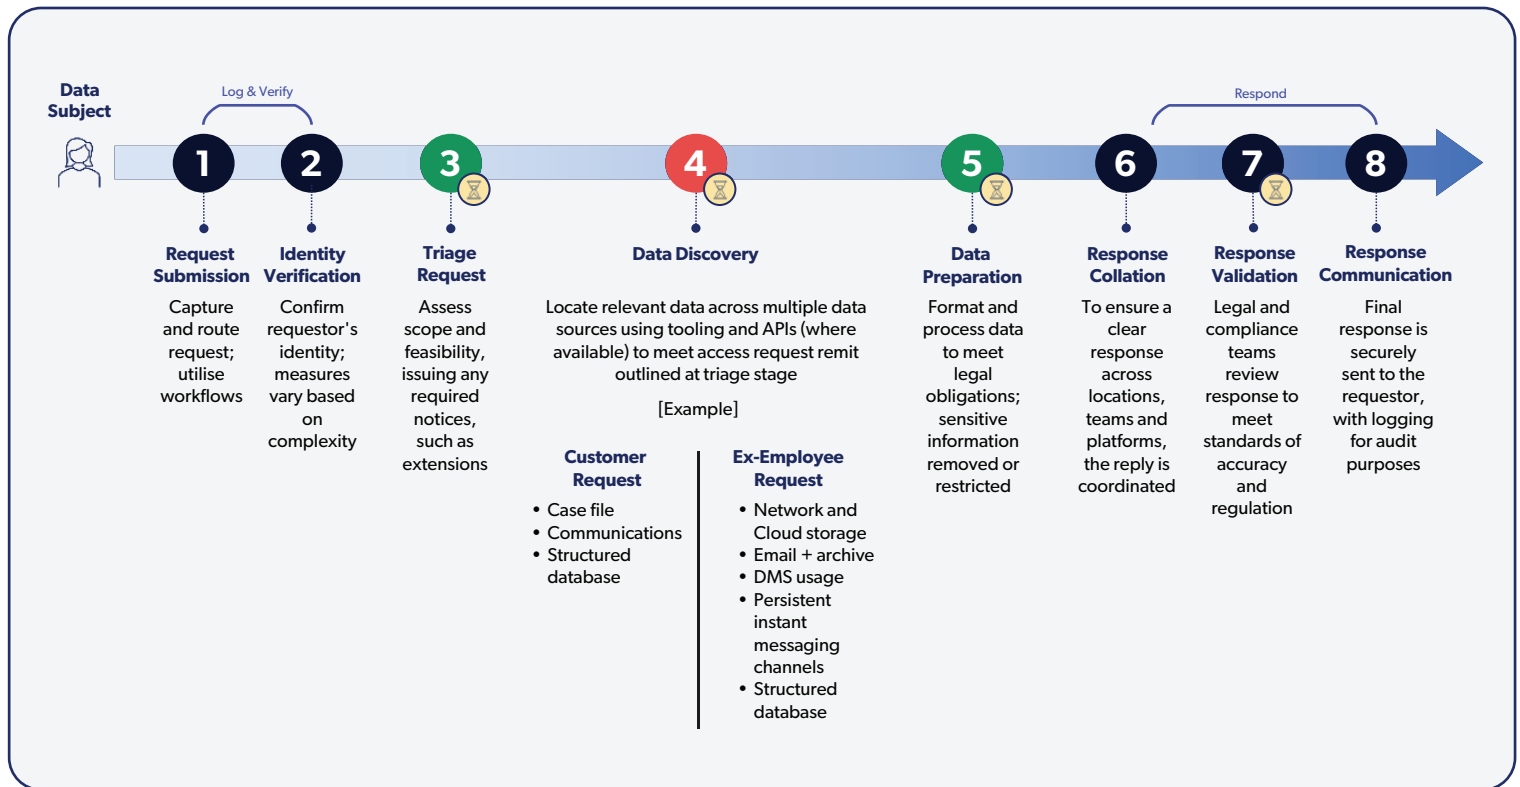 Data
Subject
Log & Verify
Respond
1
2
3
4
5
6
7
8
Request
Submission
Capture
and route
request;
utilise
workflows
Identity
Verification
Confirm
requestor's
identity;
measures
vary based
on
complexity
Triage
Request
Assess
scope and
feasibility,
issuing any
required
notices,
such as
extensions
Data Discovery
Locate relevant data across multiple data
sources using tooling and APIs (where
available) to meet access request remit
outlined at triage stage
[Example]
Customer
Request
• Case file
• Communications
• Structured
database
Ex-Employee
Request
• Network and
Cloud storage
• Email + archive
• DMS usage
• Persistent
instant
messaging
channels
• Structured
database
Data
Preparation
Format and
process data
to meet
legal
obligations;
sensitive
information
removed or
restricted
Response
Collation
To ensure a
clear
response
across
locations,
teams and
platforms,
the reply is
coordinated
Response
Validation
Legal and
compliance
teams
review
response to
meet
standards of
accuracy
and
regulation
Response
Communication
Final
response is
securely
sent to the
requestor,
with logging
for audit
purposes